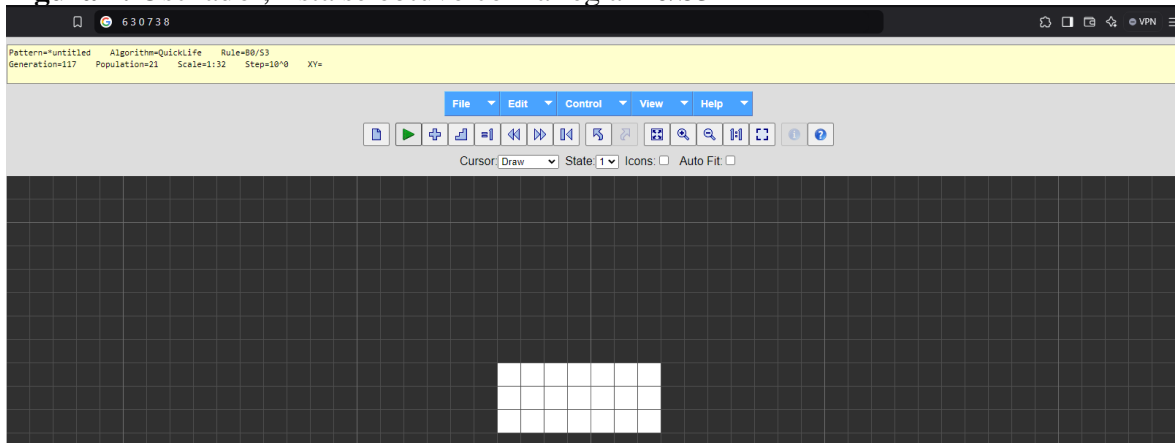 630738
VPN
Pattern=*untitled Algorithm=QuickLife Rule=B0/S3
Generation=117 Population=21 Scale=1:32 Step=10^0 XY=
File Edit Control View Help
Cursor: Draw State: 1 Icons: Auto Fit: